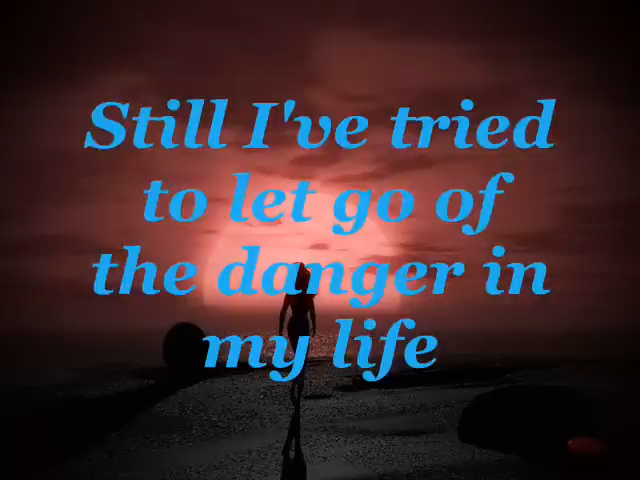 Still I've tried
to let go of
the danger in
my life